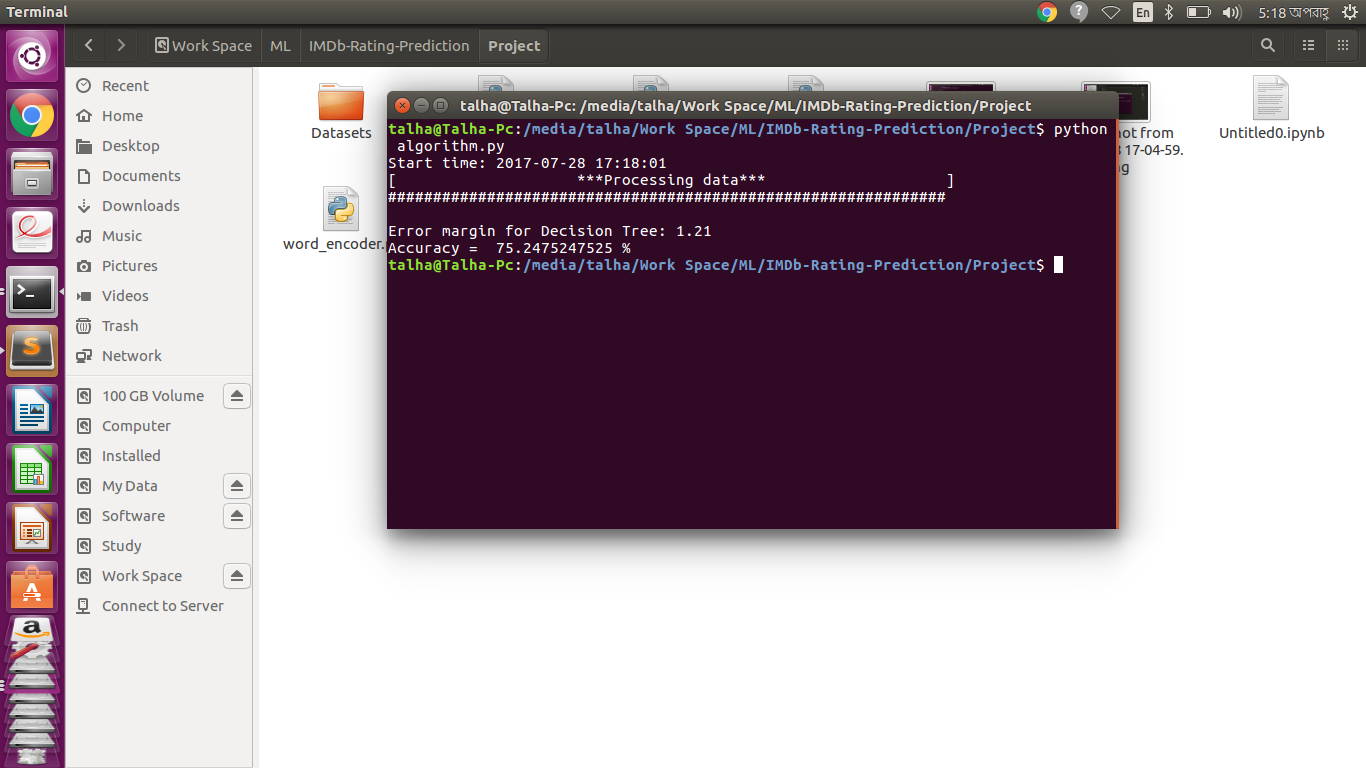 Terminal
En
5:18 অপরাহ্ণ
Work Space
ML
IMDb-Rating-Prediction
Project
Recent
Home
Desktop
Documents
Downloads
Music
Pictures
Videos
Trash
Network
100 GB Volume
Computer
Installed
My Data
Software
Study
Work Space
Connect to Server
Datasets
word_encoder.
not from
17-04-59.
Untitled0.ipynb
talha@Talha-Pc: /media/talha/Work Space/ML/IMDb-Rating-Prediction/Project
talha@Talha-Pc:/media/talha/Work Space/ML/IMDb-Rating-Prediction/Project$ python
 algorithm.py
Start time: 2017-07-28 17:18:01
[                     ***Processing data***                    ]
##############################################################
Error margin for Decision Tree: 1.21
Accuracy =  75.2475247525 %
talha@Talha-Pc:/media/talha/Work Space/ML/IMDb-Rating-Prediction/Project$